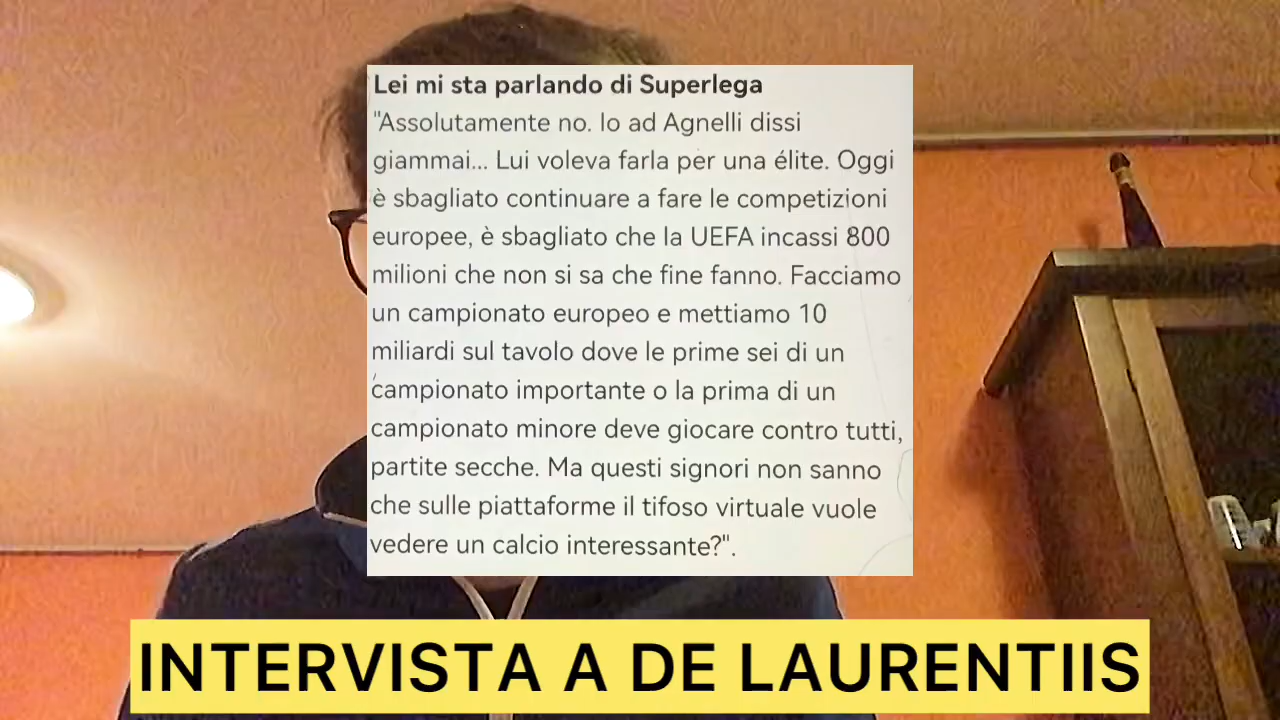 Lei mi sta parlando di Superlega
"Assolutamente no. Io ad Agnelli dissi
giammai... Lui voleva farla per una élite. Oggi
è sbagliato continuare a fare le competizioni
europee, è sbagliato che la UEFA incassi 800
milioni che non si sa che fine fanno. Facciamo
un campionato europeo e mettiamo 10
miliardi sul tavolo dove le prime sei di un
campionato importante o la prima di un
campionato minore deve giocare contro tutti,
partite secche. Ma questi signori non sanno
che sulle piattaforme il tifoso virtuale vuole
vedere un calcio interessante?".
INTERVISTA A DE LAURENTIIS